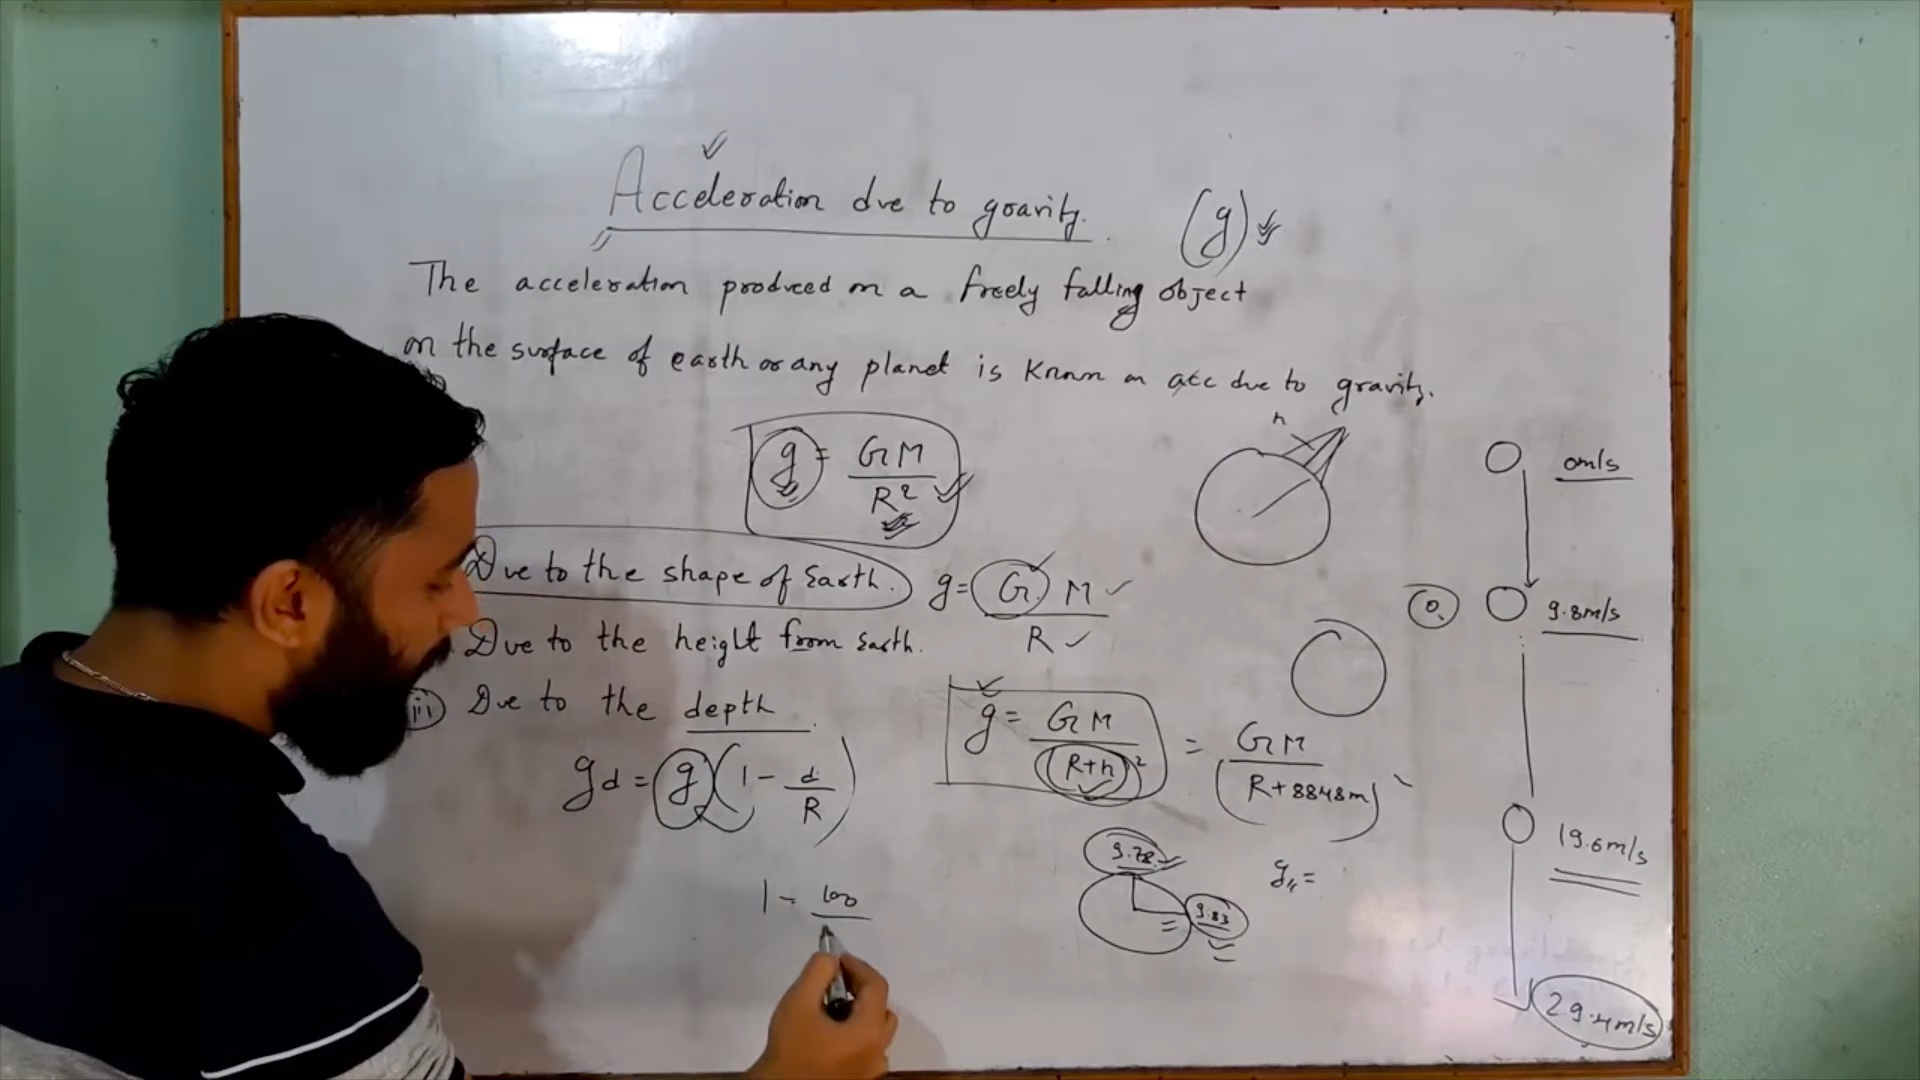 Acceleration due to gravity. (g)
The acceleration produced on a freely falling object
on the surface of earth or any planet is known as acc due to gravity.
g = GM / R²
h
0m/s
Due to the shape of Earth. g = G M / R
9.8m/s
Due to the height from Earth.
iii) Due to the depth
g = GM / (R+h)² = GM / (R+8848m)
gd = g (1 - d/R)
19.6m/s
9.78
9.83
1 - 100
29.4m/s